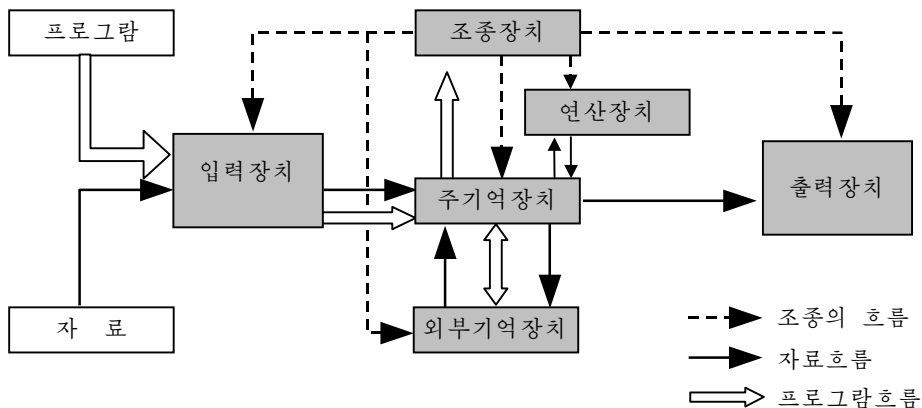 프로그람
조종장치
연산장치
입력장치
주기억장치
출력장치
자 료
외부기억장치
조종의 흐름
자료흐름
프로그람흐름